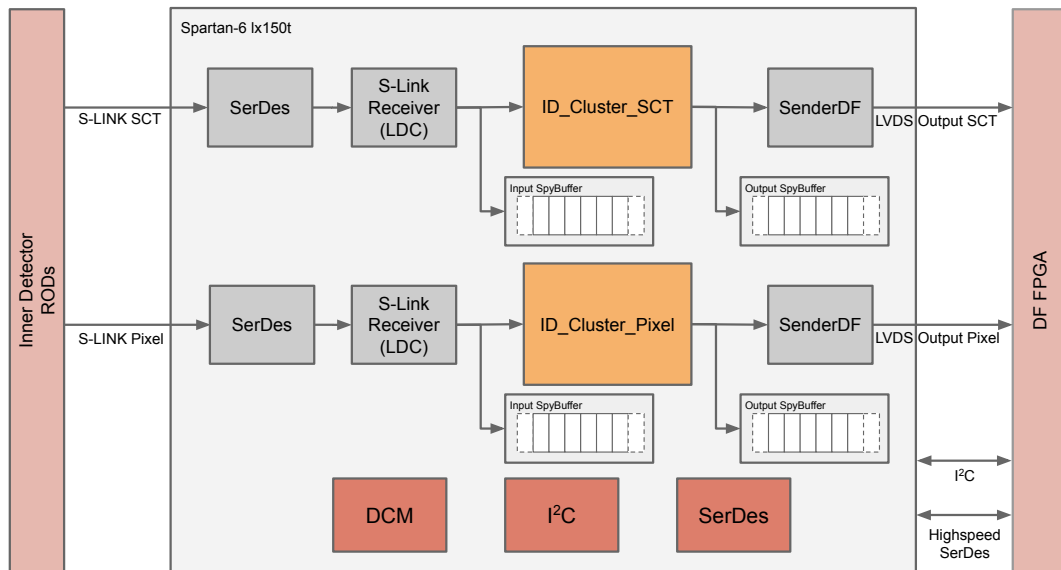 Spartan-6 lx150t
Inner Detector
RODs
S-LINK SCT
SerDes
S-Link
Receiver
(LDC)
ID_Cluster_SCT
SenderDF
LVDS Output SCT
Input SpyBuffer
Output SpyBuffer
S-LINK Pixel
SerDes
S-Link
Receiver
(LDC)
ID_Cluster_Pixel
SenderDF
LVDS Output Pixel
Input SpyBuffer
Output SpyBuffer
DCM
I²C
SerDes
I²C
Highspeed
SerDes
DF FPGA